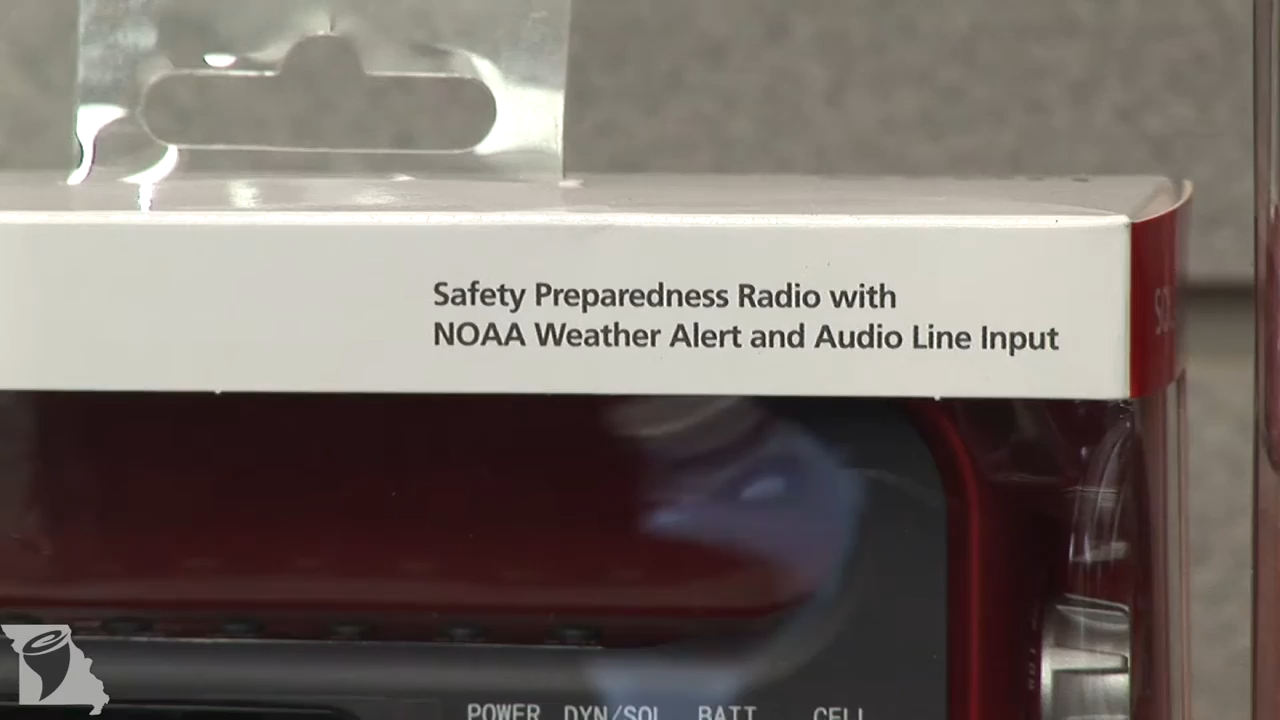 Safety Preparedness Radio with
NOAA Weather Alert and Audio Line Input
POWER DYN/SOL BATT CELL